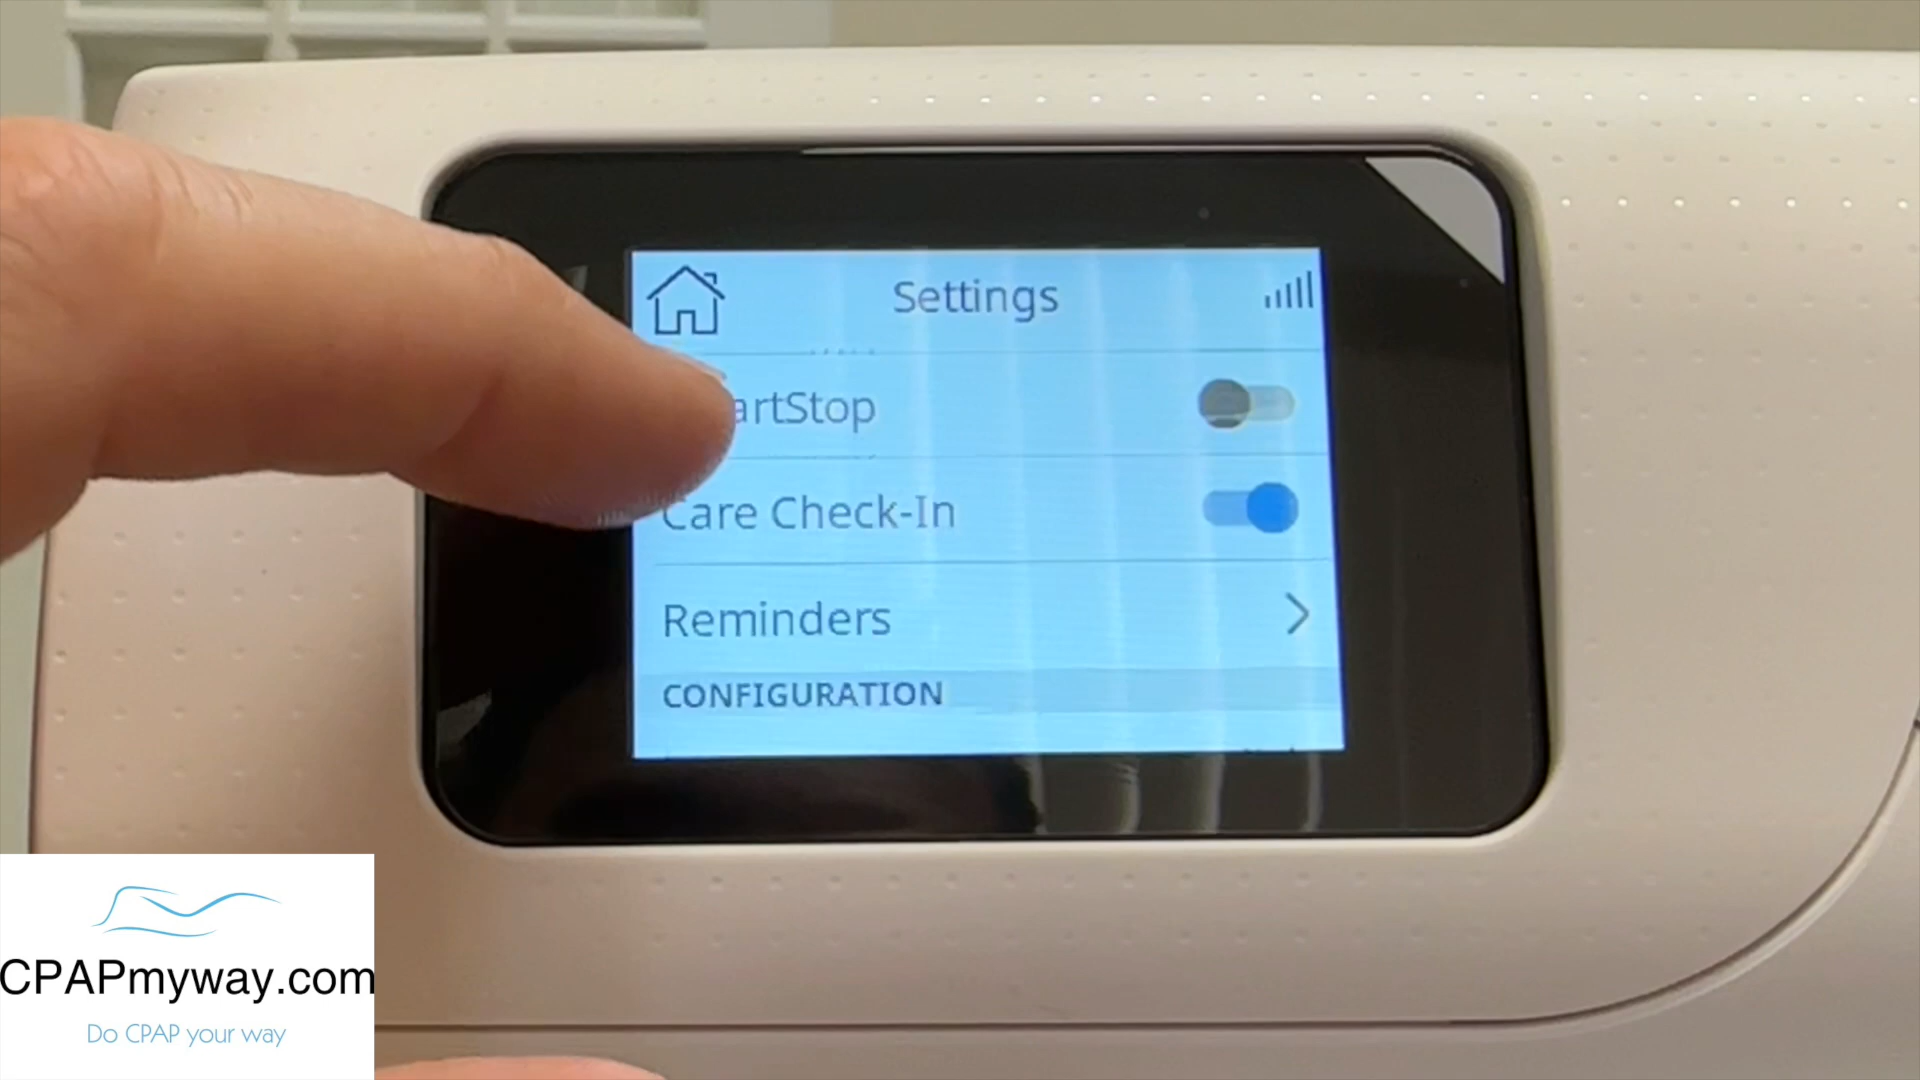 Settings
artStop
Care Check-In
Reminders
CONFIGURATION
CPAPmyway.com
Do CPAP your way